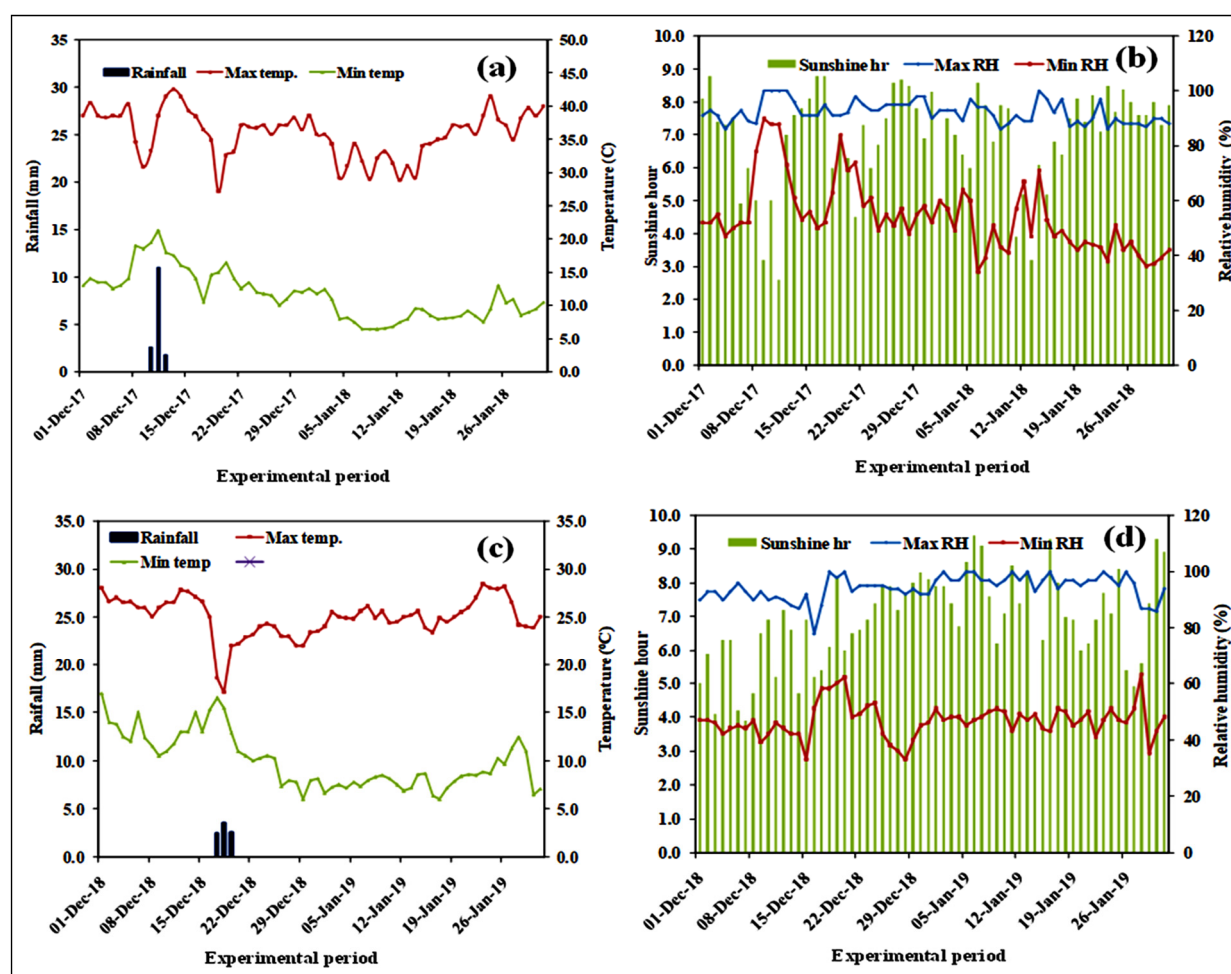 (a)
Rainfall Max temp. Min temp
Rainfall (mm)
35
30
25
20
15
10
5
0
Temperature (C)
50.0
45.0
40.0
35.0
30.0
25.0
20.0
15.0
10.0
5.0
0.0
01-Dec-17
08-Dec-17
15-Dec-17
22-Dec-17
29-Dec-17
05-Jan-18
12-Jan-18
19-Jan-18
26-Jan-18
Experimental period
(b)
Sunshine hr Max RH Min RH
Sunshine hour
10.0
9.0
8.0
7.0
6.0
5.0
4.0
3.0
2.0
1.0
0.0
Relative humidity (%)
120
100
80
60
40
20
0
01-Dec-17
08-Dec-17
15-Dec-17
22-Dec-17
29-Dec-17
05-Jan-18
12-Jan-18
19-Jan-18
26-Jan-18
Experimental period
(c)
Rainfall Max temp.
Min temp
Raifall (mm)
35.0
30.0
25.0
20.0
15.0
10.0
5.0
0.0
Temperature (ºC)
35.0
30.0
25.0
20.0
15.0
10.0
5.0
0.0
01-Dec-18
08-Dec-18
15-Dec-18
22-Dec-18
29-Dec-18
05-Jan-19
12-Jan-19
19-Jan-19
26-Jan-19
Experimental period
(d)
Sunshine hr Max RH Min RH
Sunshine hour
10.0
9.0
8.0
7.0
6.0
5.0
4.0
3.0
2.0
1.0
0.0
Relative humidity (%)
120
100
80
60
40
20
0
01-Dec-18
08-Dec-18
15-Dec-18
22-Dec-18
29-Dec-18
05-Jan-19
12-Jan-19
19-Jan-19
26-Jan-19
Experimental period